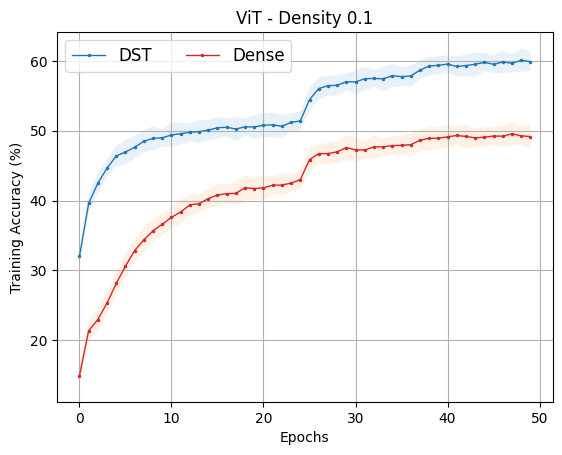 ViT - Density 0.1
DST Dense
Training Accuracy (%)
60
50
40
30
20
0 10 20 30 40 50
Epochs